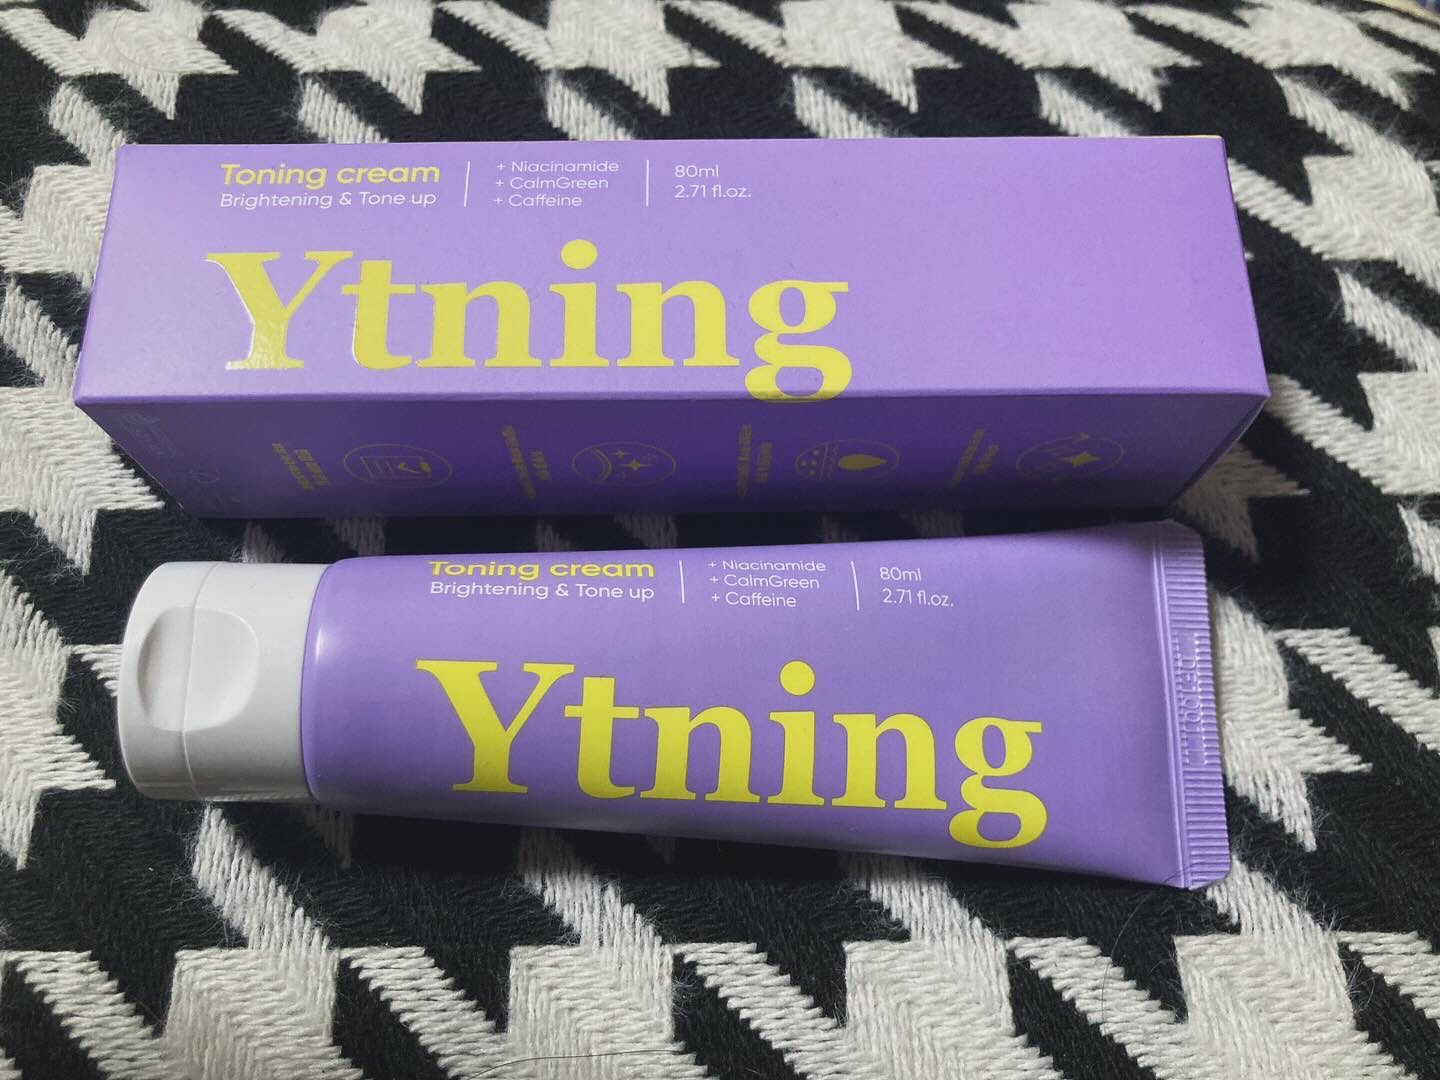 Toning cream
Brightening & Tone up
+ Niacinamide
+ CalmGreen
+ Caffeine
80ml
2.71 fl.oz.
Ytning
Toning cream
Brightening & Tone up
+ Niacinamide
+ CalmGreen
+ Caffeine
80ml
2.71 fl.oz.
Ytning